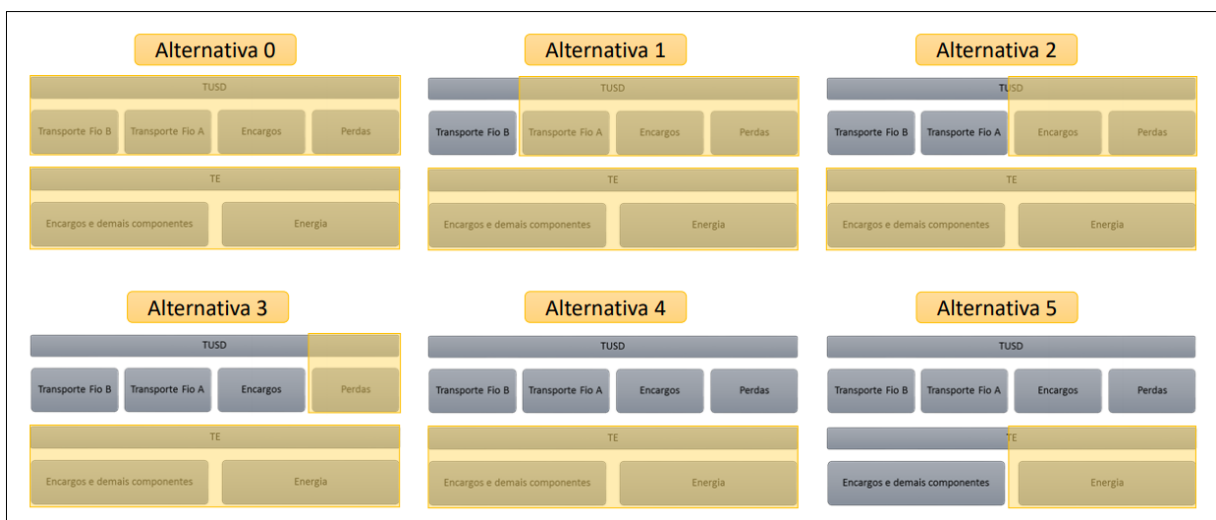 Alternativa 0
TUSD
Transporte Fio B Transporte Fio A Encargos Perdas
TE
Encargos e demais componentes Energia
Alternativa 1
TUSD
Transporte Fio B Transporte Fio A Encargos Perdas
TE
Encargos e demais componentes Energia
Alternativa 2
TUSD
Transporte Fio B Transporte Fio A Encargos Perdas
TE
Encargos e demais componentes Energia
Alternativa 3
TUSD
Transporte Fio B Transporte Fio A Encargos Perdas
TE
Encargos e demais componentes Energia
Alternativa 4
TUSD
Transporte Fio B Transporte Fio A Encargos Perdas
TE
Encargos e demais componentes Energia
Alternativa 5
TUSD
Transporte Fio B Transporte Fio A Encargos Perdas
TE
Encargos e demais componentes Energia